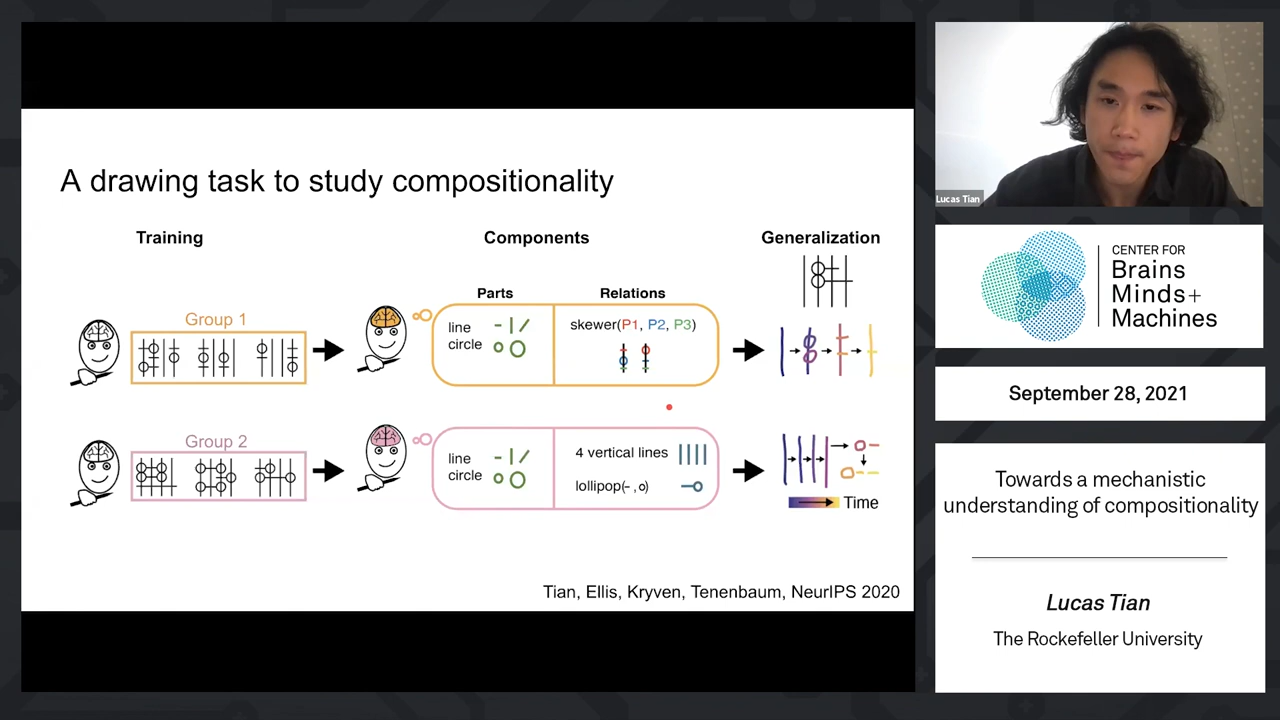 A drawing task to study compositionality
Training
Components
Generalization
Parts
Relations
Group 1
line
circle
skewer(P1, P2, P3)
Group 2
line
circle
4 vertical lines
lollipop(-,o)
Time
Tian, Ellis, Kryven, Tenenbaum, NeurIPS 2020
Lucas Tian
CENTER FOR
Brains
Minds+
Machines
September 28, 2021
Towards a mechanistic
understanding of compositionality
Lucas Tian
The Rockefeller University